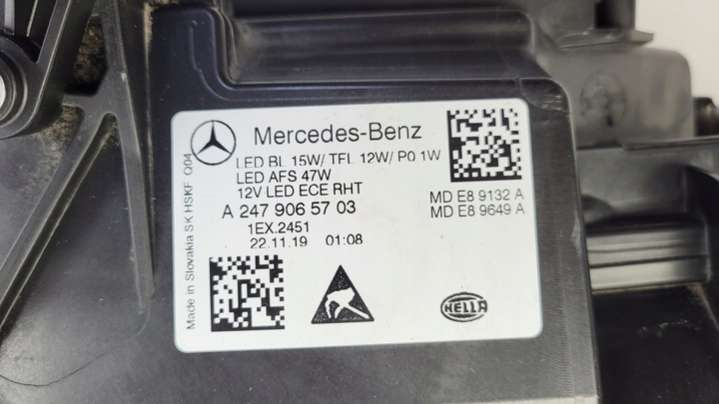 Mercedes-Benz
LED BL 15W/ TFL 12W/ PO 1W
LED AFS 47W
12V LED ECE RHT
A 247 906 57 03
1EX.2451
22.11.19 01:08
MD E8 9132 A
MD E8 9649 A
Made in Slovakia SK HSKF Q04
HELLA